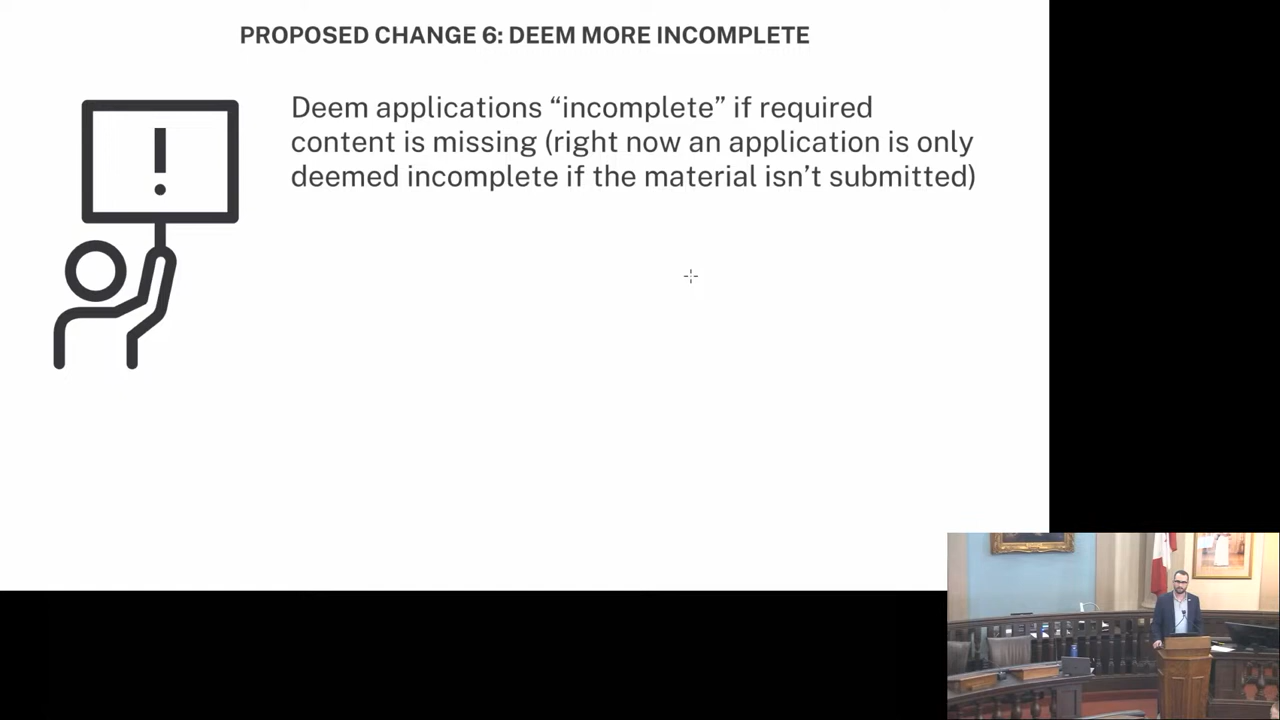 PROPOSED CHANGE 6: DEEM MORE INCOMPLETE
Deem applications “incomplete” if required
content is missing (right now an application is only
deemed incomplete if the material isn’t submitted)